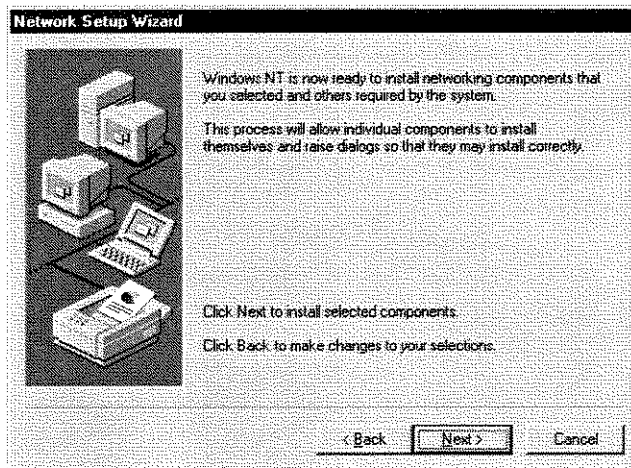 Network Setup Wizard
Windows NT is now ready to install networking components that
you selected and others required by the system.
This process will allow individual components to install
themselves and raise dialogs so that they may install correctly.
Click Next to install selected components.
Click Back to make changes to your selections.
< Back
Next >
Cancel